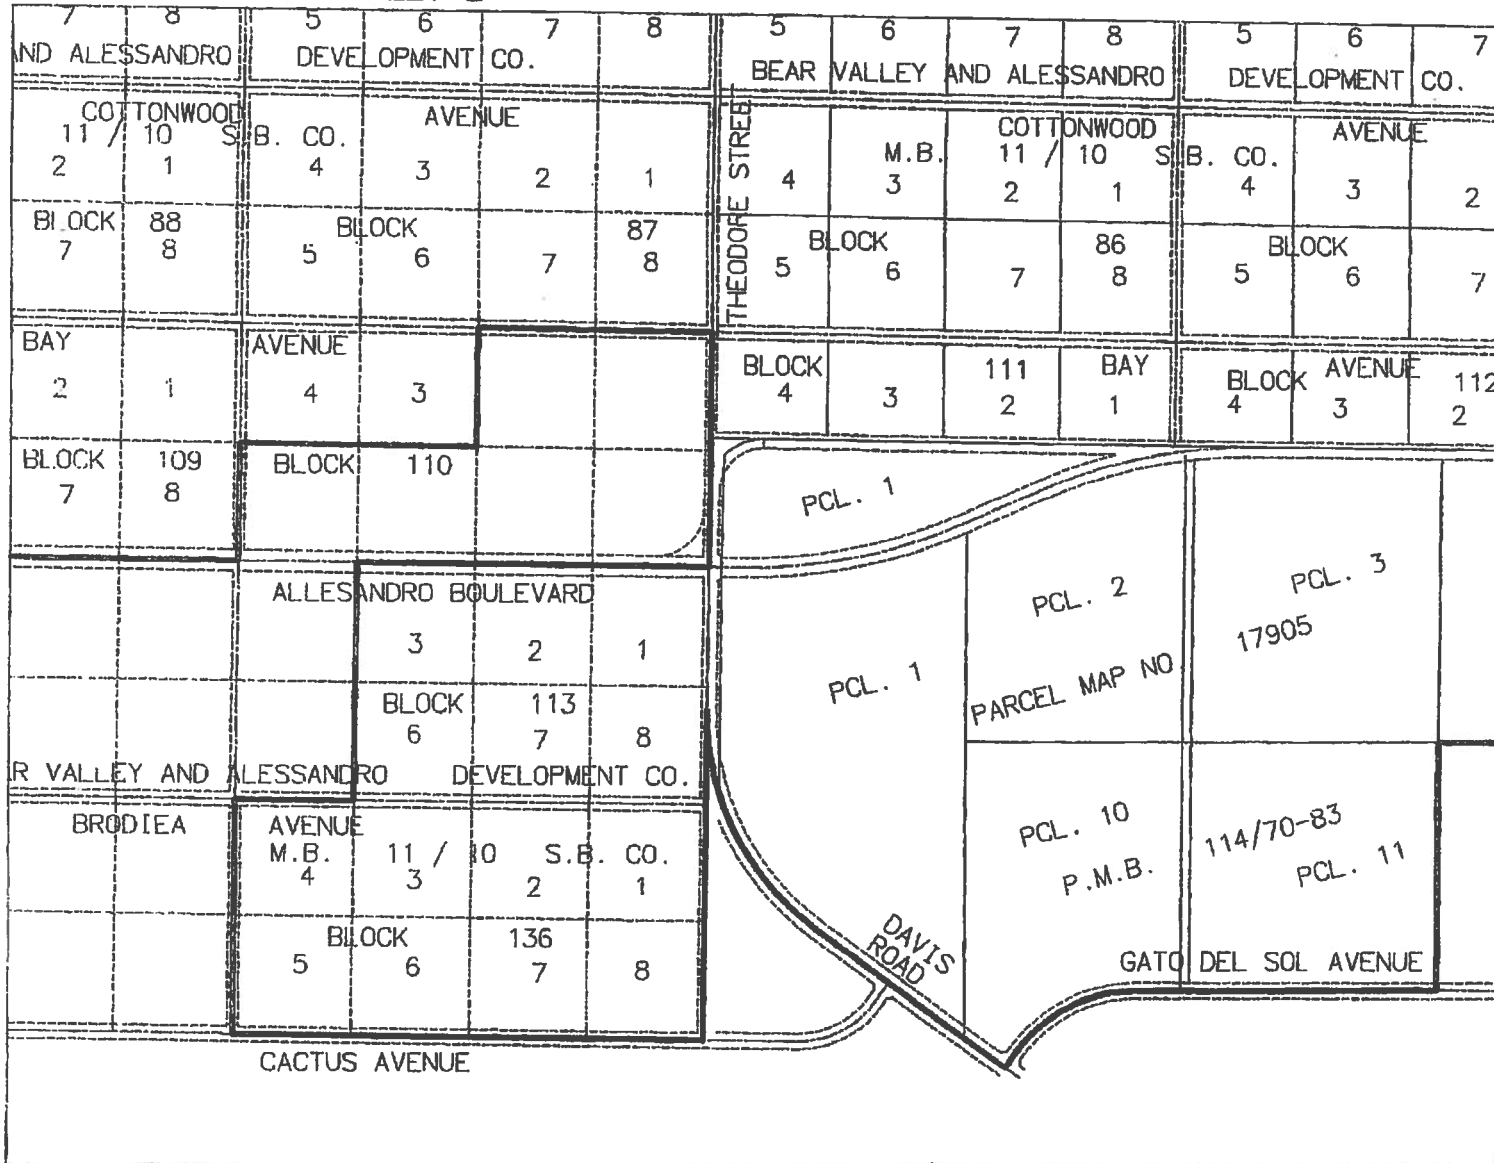 7 8 5 6 7 8 5 6 7 8 5 6 7
AND ALESSANDRO DEVELOPMENT CO. BEAR VALLEY AND ALESSANDRO DEVELOPMENT CO.
COTTONWOOD AVENUE COTTONWOOD AVENUE
11 / 10 S.B. CO. M.B. 11 / 10 S.B. CO.
2 1 4 3 2 1 4 3 2 1 4 3 2
THEODORE STREET
BLOCK 88 BLOCK 87 BLOCK 86 BLOCK
7 8 5 6 7 8 5 6 7 8 5 6 7
BAY AVENUE BLOCK 111 BAY BLOCK AVENUE 112
2 1 4 3 4 3 2 1 4 3 2
BLOCK 109 BLOCK 110
7 8
PCL. 1
ALLESANDRO BOULEVARD
PCL. 2 PCL. 3
3 2 1
17905
PCL. 1 PARCEL MAP NO
BLOCK 113
6 7 8
R VALLEY AND ALESSANDRO DEVELOPMENT CO.
BRODIEA AVENUE
PCL. 10 114/70-83
M.B. 11 / 10 S.B. CO.
4 3 2 1
P.M.B. PCL. 11
BLOCK 136
5 6 7 8
DAVIS
ROAD
GATO DEL SOL AVENUE
CACTUS AVENUE